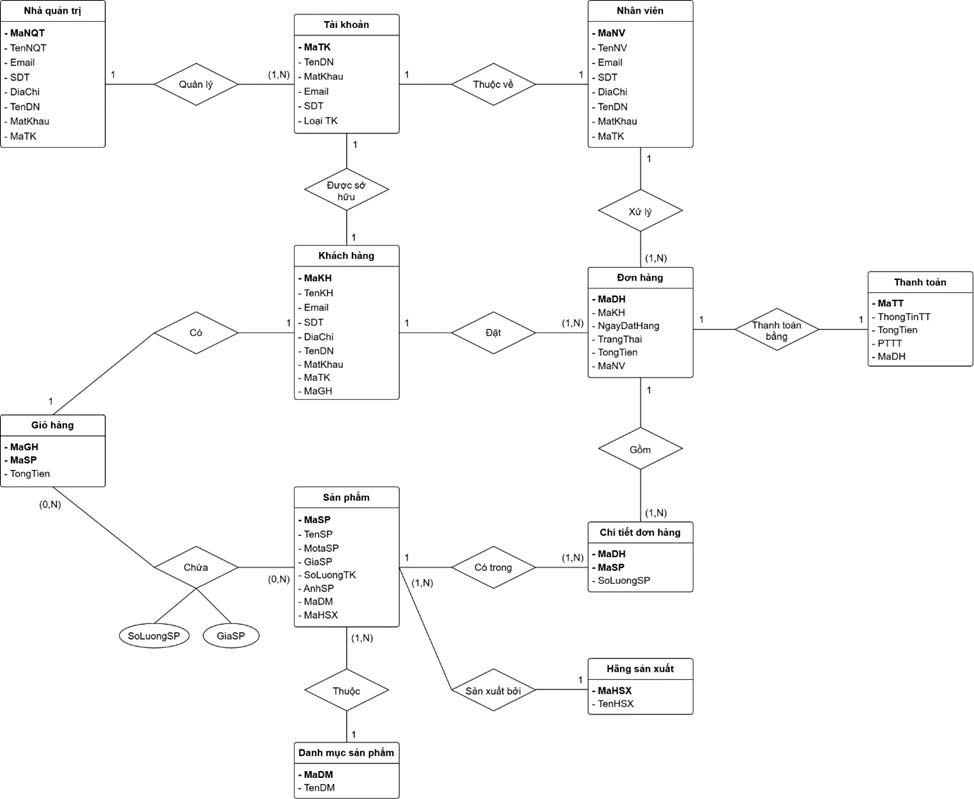 Nhà quản trị
- MaNQT
- TenNQT
- Email
- SDT
- DiaChi
- TenDN
- MatKhau
- MaTK
1
Quản lý
(1,N)
Tài khoản
- MaTK
- TenDN
- MatKhau
- Email
- SDT
- Loại TK
1
Thuộc về
1
Nhân viên
- MaNV
- TenNV
- Email
- SDT
- DiaChi
- TenDN
- MatKhau
- MaTK
1
Được sở
hữu
1
1
Xử lý
(1,N)
Khách hàng
- MaKH
- TenKH
- Email
- SDT
- DiaChi
- TenDN
- MatKhau
- MaTK
- MaGH
1
Có
1
1
Đặt
(1,N)
Đơn hàng
- MaDH
- MaKH
- NgayDatHang
- TrangThai
- TongTien
- MaNV
1
Thanh toán
bằng
1
Thanh toán
- MaTT
- ThongTinTT
- TongTien
- PTTT
- MaDH
Giỏ hàng
- MaGH
- MaSP
- TongTien
(0,N)
Chứa
(0,N)
SoLuongSP
GiaSP
1
Gồm
(1,N)
Sản phẩm
- MaSP
- TenSP
- MotaSP
- GiaSP
- SoLuongTK
- AnhSP
- MaDM
- MaHSX
1
Có trong
(1,N)
Chi tiết đơn hàng
- MaDH
- MaSP
- SoLuongSP
(1,N)
Sản xuất bởi
1
Hãng sản xuất
- MaHSX
- TenHSX
(1,N)
Thuộc
1
Danh mục sản phẩm
- MaDM
- TenDM